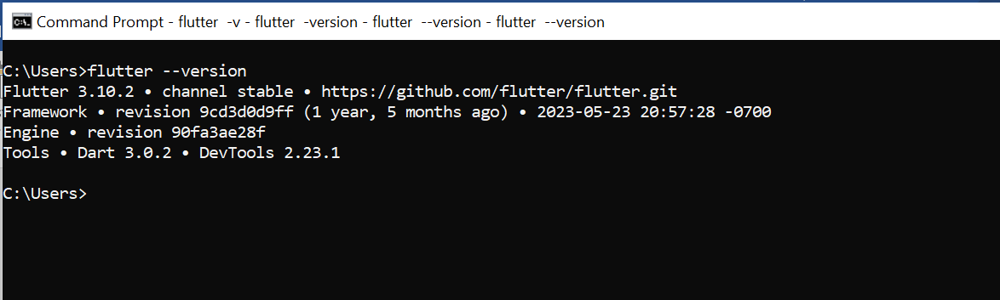 Command Prompt - flutter  -v - flutter  -version - flutter  --version - flutter  --version
C:\Users>flutter --version
Flutter 3.10.2 • channel stable • https://github.com/flutter/flutter.git
Framework • revision 9cd3d0d9ff (1 year, 5 months ago) • 2023-05-23 20:57:28 -0700
Engine • revision 90fa3ae28f
Tools • Dart 3.0.2 • DevTools 2.23.1
C:\Users>